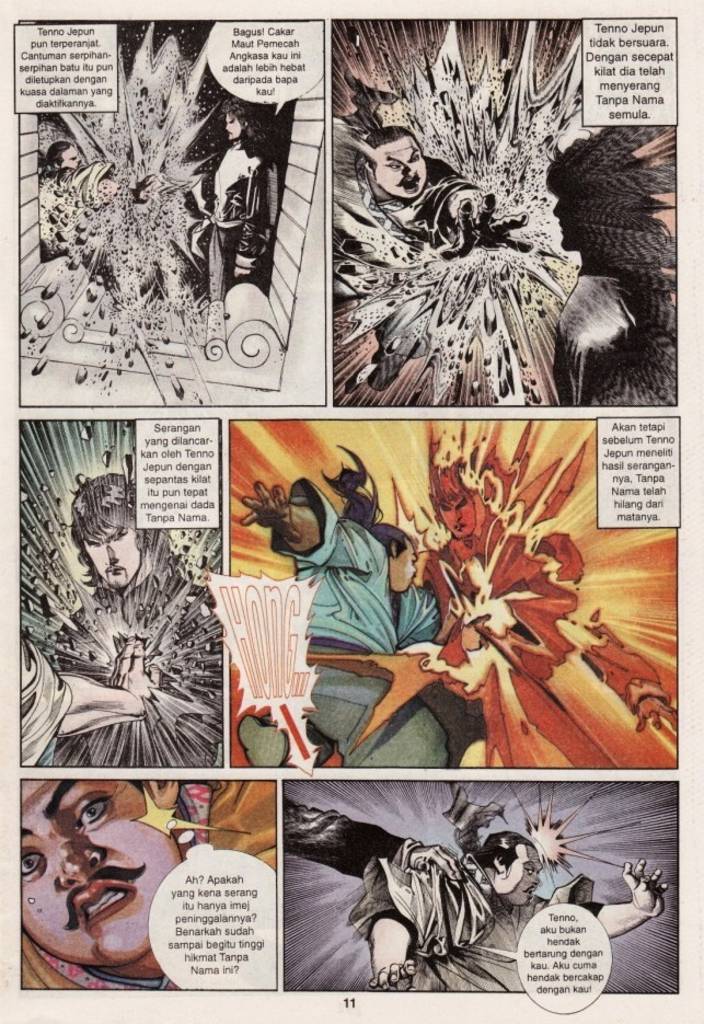 Tenno Jepun
pun terperanjat.
Cantuman serpihan-
serpihan batu itu pun
diletupkan dengan
kuasa dalaman yang
diaktifkannya.
Bagus! Cakar
Maut Pemecah
Angkasa kau ini
adalah lebih hebat
daripada bapa
kau!
Tenno Jepun
tidak bersuara.
Dengan secepat
kilat dia telah
menyerang
Tanpa Nama
semula.
Serangan
yang dilancar-
kan oleh Tenno
Jepun dengan
sepantas kilat
itu pun tepat
mengenai dada
Tanpa Nama.
HONG...!
Akan tetapi
sebelum Tenno
Jepun meneliti
hasil serangan-
nya, Tanpa
Nama telah
hilang dari
matanya.
Ah? Apakah
yang kena serang
itu hanya imej
peninggalannya?
Benarkah sudah
sampai begitu tinggi
hikmat Tanpa
Nama ini?
Tenno,
aku bukan
hendak
bertarung dengan
kau. Aku cuma
hendak bercakap
dengan kau!
11